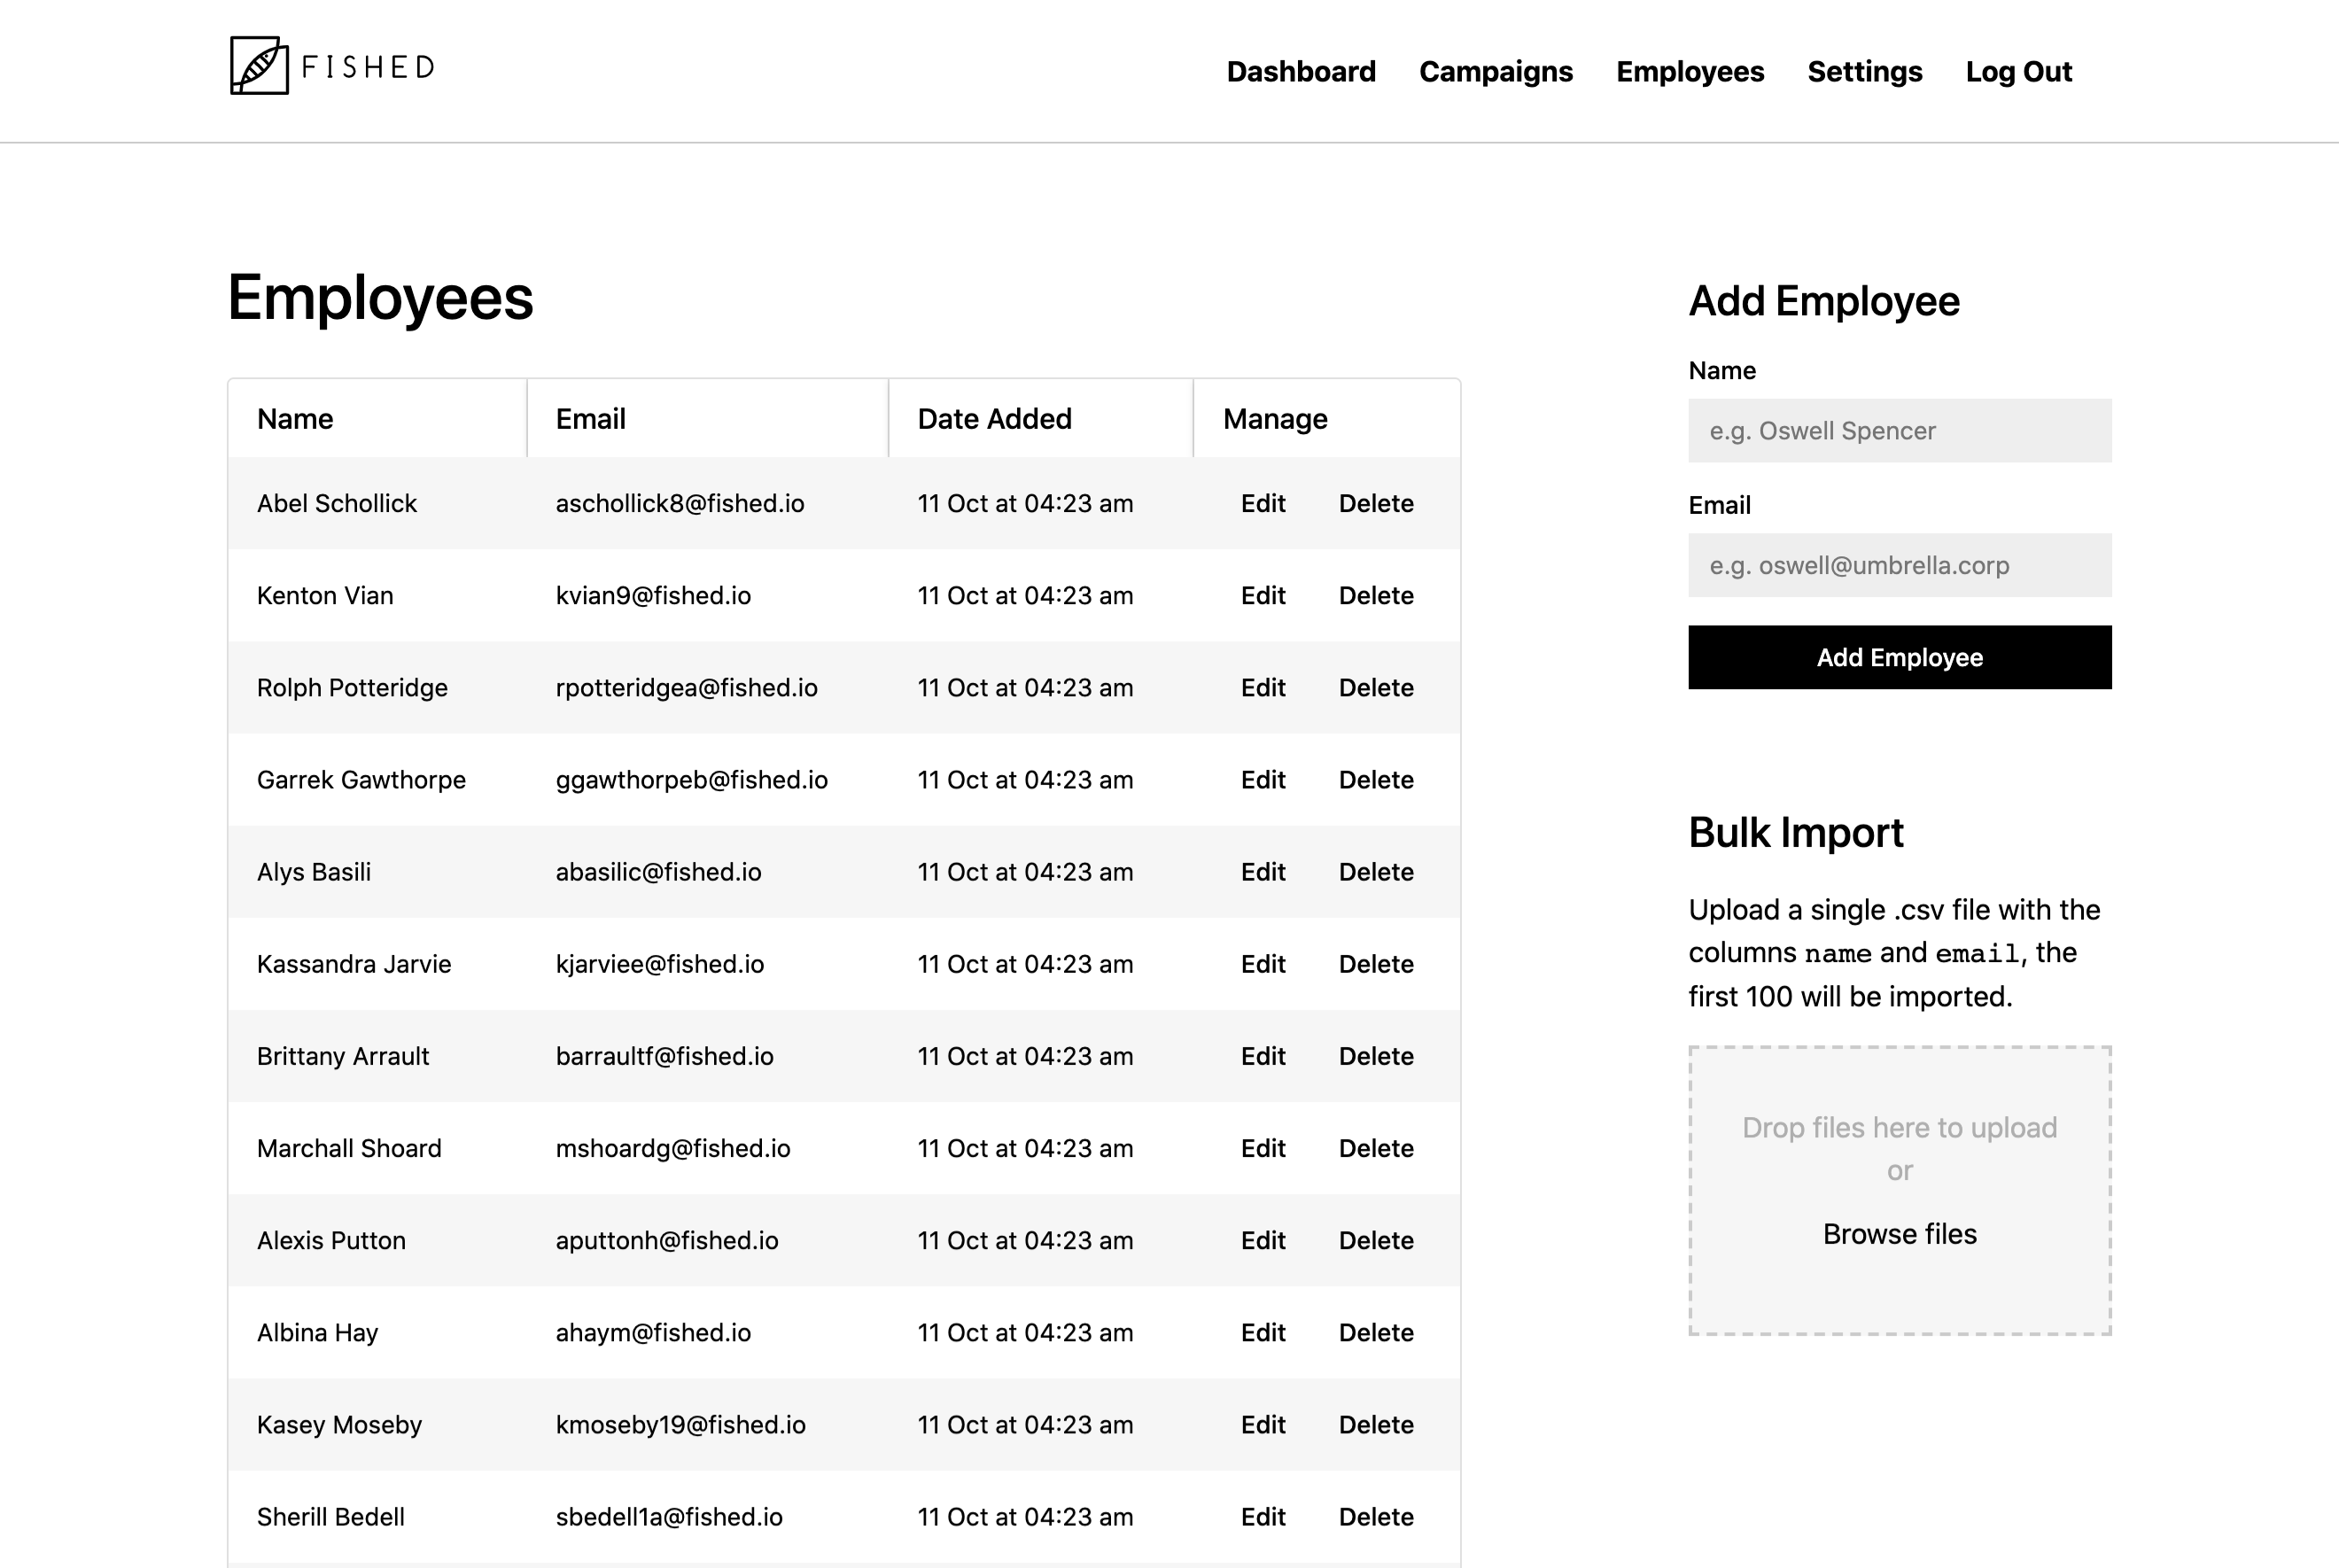 FISHED
Dashboard Campaigns Employees Settings Log Out
Employees
Name Email Date Added Manage
Abel Schollick aschollick8@fished.io 11 Oct at 04:23 am Edit Delete
Kenton Vian kvian9@fished.io 11 Oct at 04:23 am Edit Delete
Rolph Potteridge rpotteridgea@fished.io 11 Oct at 04:23 am Edit Delete
Garrek Gawthorpe ggawthorpeb@fished.io 11 Oct at 04:23 am Edit Delete
Alys Basili abasilic@fished.io 11 Oct at 04:23 am Edit Delete
Kassandra Jarvie kjarviee@fished.io 11 Oct at 04:23 am Edit Delete
Brittany Arrault barraultf@fished.io 11 Oct at 04:23 am Edit Delete
Marchall Shoard mshoardg@fished.io 11 Oct at 04:23 am Edit Delete
Alexis Putton aputtonh@fished.io 11 Oct at 04:23 am Edit Delete
Albina Hay ahaym@fished.io 11 Oct at 04:23 am Edit Delete
Kasey Moseby kmoseby19@fished.io 11 Oct at 04:23 am Edit Delete
Sherill Bedell sbedell1a@fished.io 11 Oct at 04:23 am Edit Delete
Add Employee
Name
e.g. Oswell Spencer
Email
e.g. oswell@umbrella.corp
Add Employee
Bulk Import
Upload a single .csv file with the
columns name and email, the
first 100 will be imported.
Drop files here to upload
or
Browse files